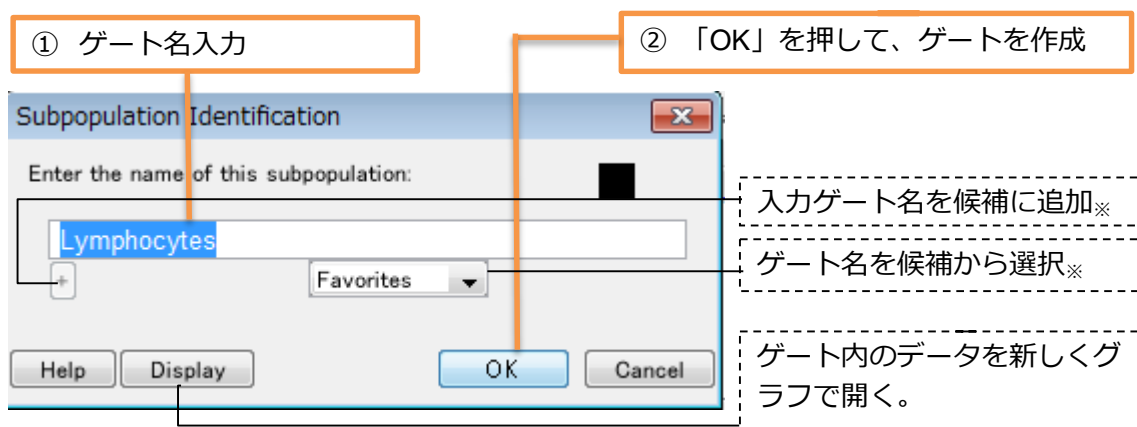 ① ゲート名入力
② 「OK」を押して、ゲートを作成
Subpopulation Identification
Enter the name of this subpopulation:
入力ゲート名を候補に追加※
Lymphocytes
ゲート名を候補から選択※
+
Favorites
ゲート内のデータを新しくグ
ラフで開く。
Help
Display
OK
Cancel